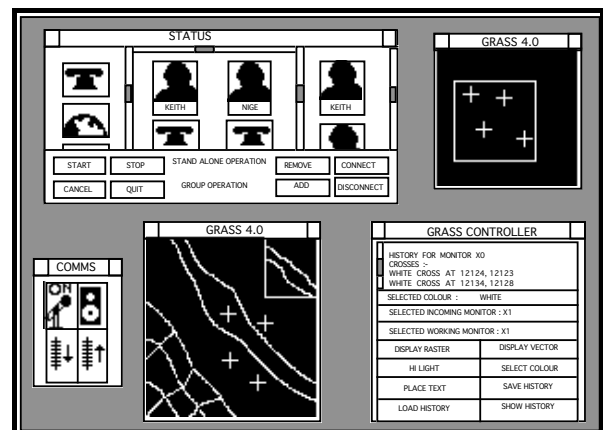 STATUS
KEITH
NIGE
KEITH
START
STOP
STAND ALONE OPERATION
REMOVE
CONNECT
CANCEL
QUIT
GROUP OPERATION
ADD
DISCONNECT
GRASS 4.0
COMMS
ON
GRASS 4.0
GRASS CONTROLLER
HISTORY FOR MONITOR X0
CROSSES :-
WHITE CROSS AT 12124, 12123
WHITE CROSS AT 12134, 12128
SELECTED COLOUR : WHITE
SELECTED INCOMING MONITOR : X1
SELECTED WORKING MONITOR : X1
DISPLAY RASTER
DISPLAY VECTOR
HI LIGHT
SELECT COLOUR
PLACE TEXT
SAVE HISTORY
LOAD HISTORY
SHOW HISTORY